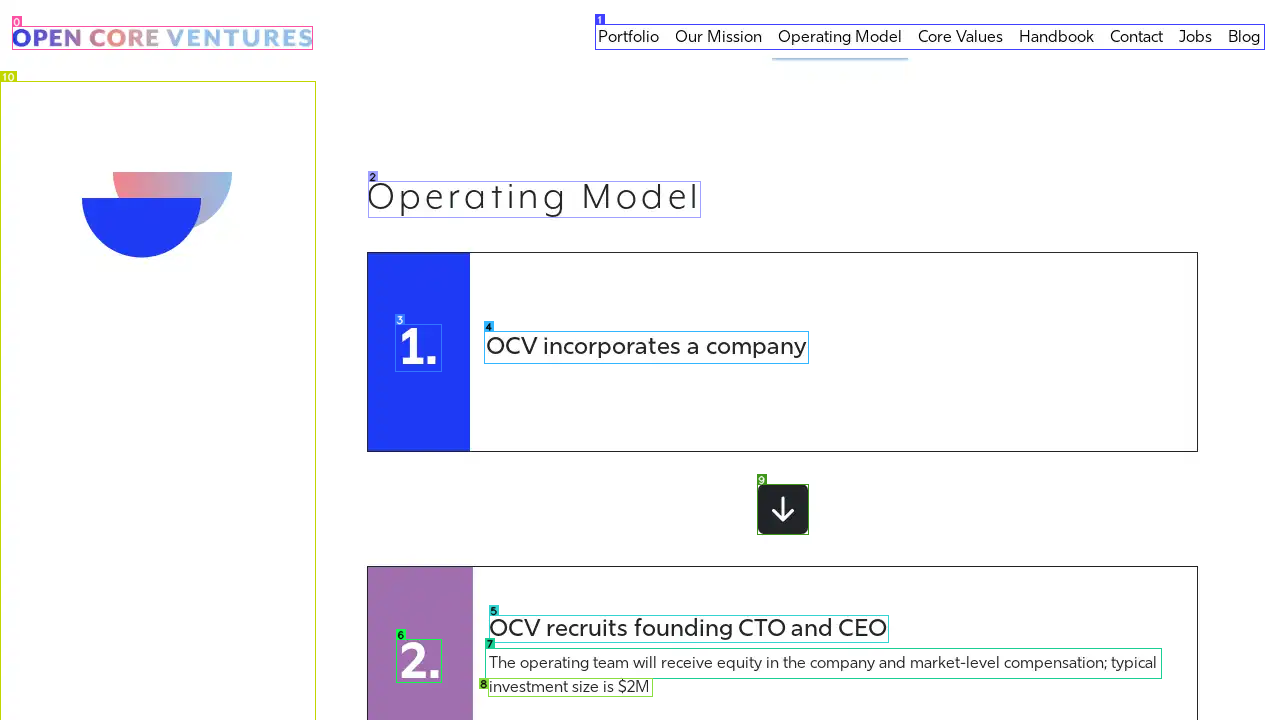 OPEN CORE VENTURES
Portfolio Our Mission Operating Model Core Values Handbook Contact Jobs Blog
Operating Model
1.
OCV incorporates a company
2.
OCV recruits founding CTO and CEO
The operating team will receive equity in the company and market-level compensation; typical
investment size is $2M
0
1
2
3
4
5
6
7
8
9
10